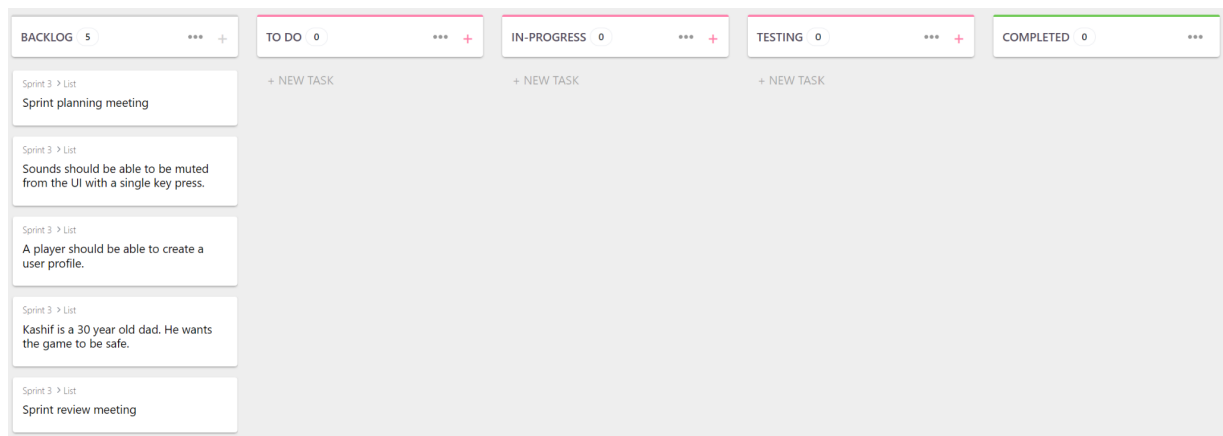 BACKLOG 5 ••• +
Sprint 3 > List
Sprint planning meeting
Sprint 3 > List
Sounds should be able to be muted
from the UI with a single key press.
Sprint 3 > List
A player should be able to create a
user profile.
Sprint 3 > List
Kashif is a 30 year old dad. He wants
the game to be safe.
Sprint 3 > List
Sprint review meeting
TO DO 0 ••• +
+ NEW TASK
IN-PROGRESS 0 ••• +
+ NEW TASK
TESTING 0 ••• +
+ NEW TASK
COMPLETED 0 •••